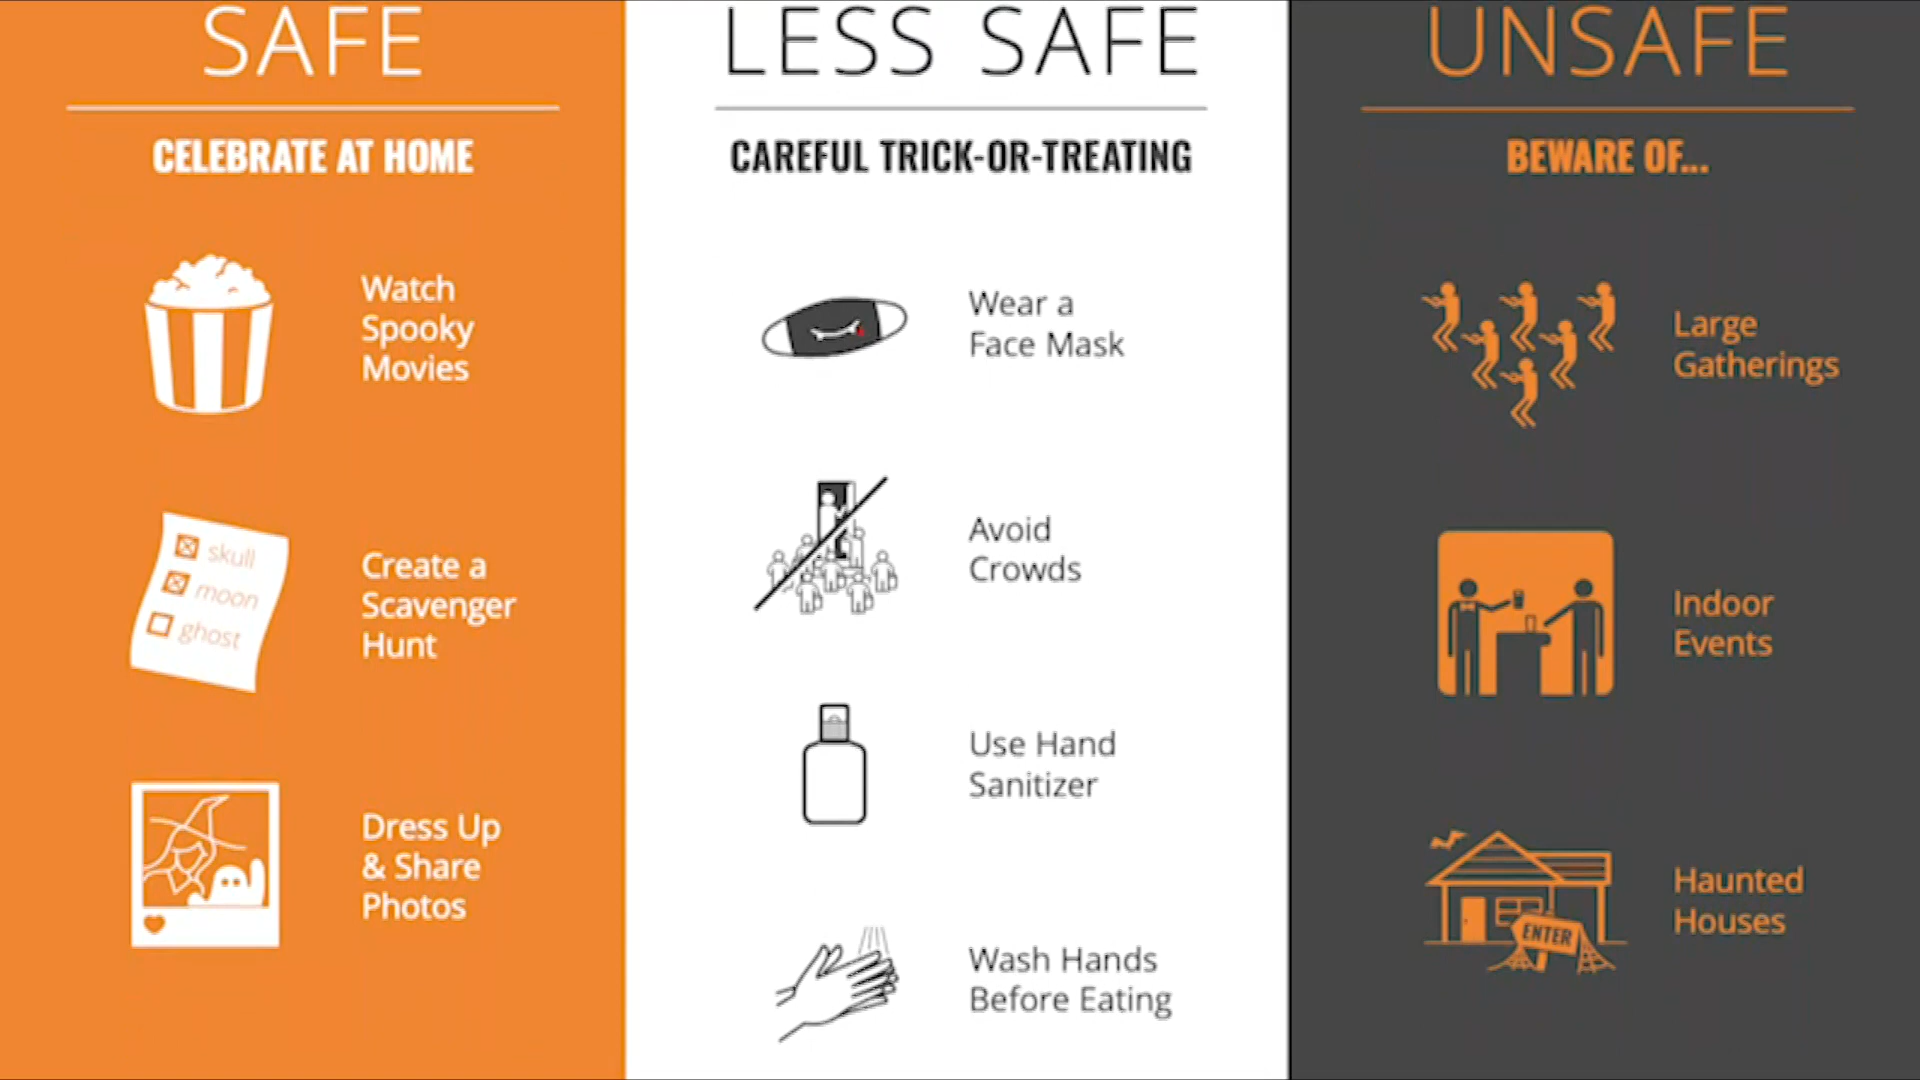 SAFE
CELEBRATE AT HOME
Watch
Spooky
Movies
skull
moon
ghost
Create a
Scavenger
Hunt
Dress Up
& Share
Photos
LESS SAFE
CAREFUL TRICK-OR-TREATING
Wear a
Face Mask
Avoid
Crowds
Use Hand
Sanitizer
Wash Hands
Before Eating
UNSAFE
BEWARE OF...
Large
Gatherings
Indoor
Events
ENTER
Haunted
Houses